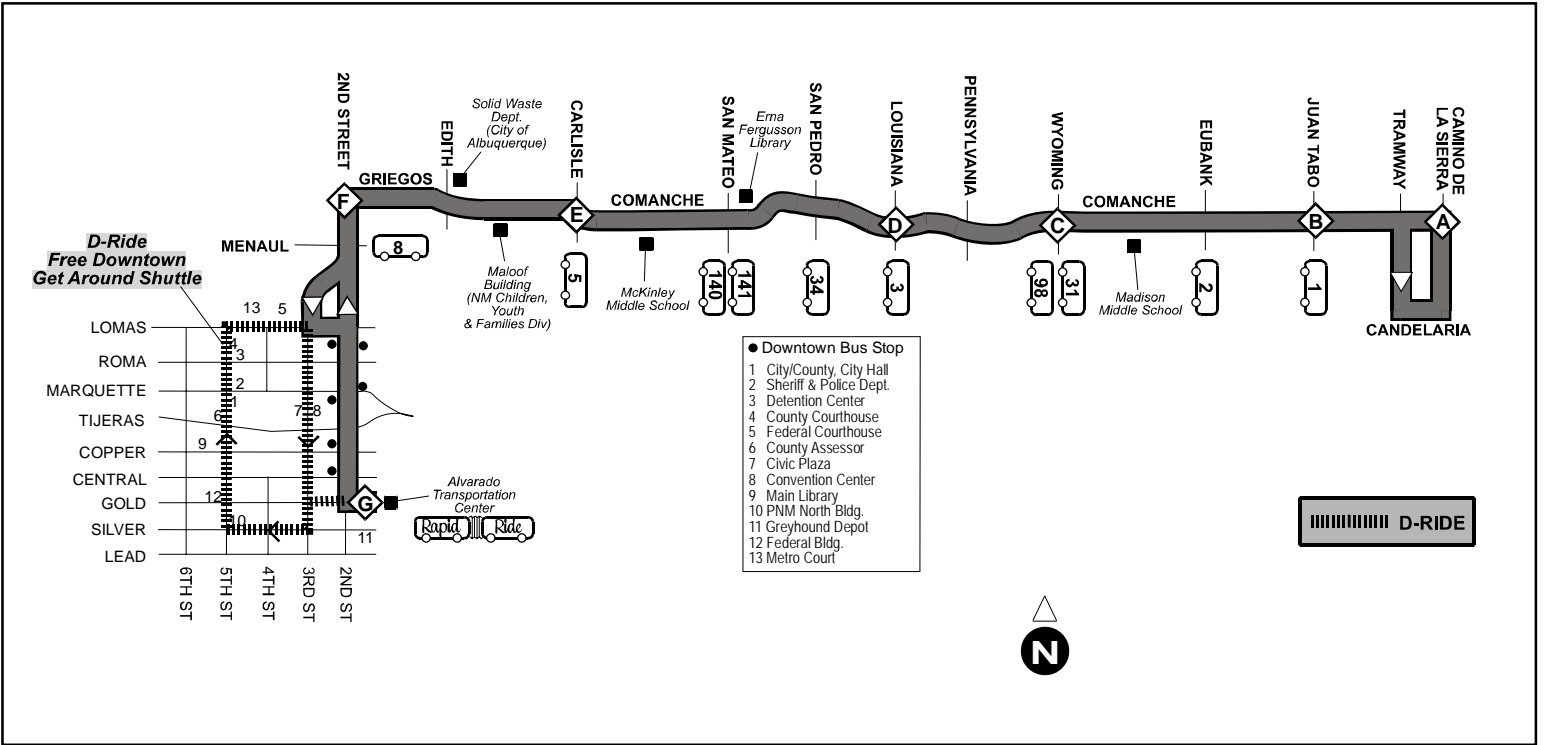 2ND STREET
EDITH
Solid Waste
Dept.
(City of
Albuquerque)
CARLISLE
SAN MATEO
Erna
Fergusson
Library
SAN PEDRO
LOUISIANA
PENNSYLVANIA
WYOMING
EUBANK
JUAN TABO
TRAMWAY
CAMINO DE
LA SIERRA
F
GRIEGOS
E
COMANCHE
D
C
COMANCHE
B
A
D-Ride
Free Downtown
Get Around Shuttle
MENAUL
8
Maloof
Building
(NM Children,
Youth
& Families Div)
5
McKinley
Middle School
140
141
34
3
98
31
Madison
Middle School
2
1
CANDELARIA
13
5
LOMAS
4
3
ROMA
MARQUETTE
2
1
TIJERAS
6
7
8
COPPER
9
CENTRAL
GOLD
12
G
Alvarado
Transportation
Center
Rapid Ride
SILVER
10
11
LEAD
6TH ST
5TH ST
4TH ST
3RD ST
2ND ST
Downtown Bus Stop
1 City/County, City Hall
2 Sheriff & Police Dept.
3 Detention Center
4 County Courthouse
5 Federal Courthouse
6 County Assessor
7 Civic Plaza
8 Convention Center
9 Main Library
10 PNM North Bldg.
11 Greyhound Depot
12 Federal Bldg.
13 Metro Court
D-RIDE
N